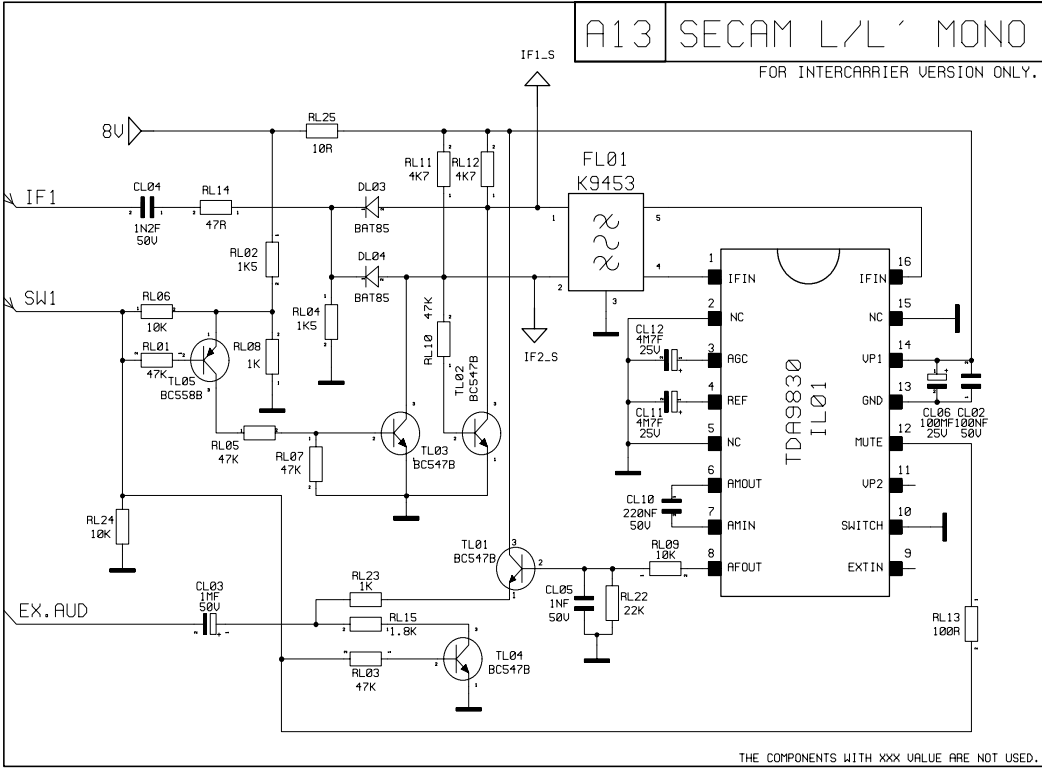 A13 SECAM L/L´ MONO
FOR INTERCARRIER VERSION ONLY.
IF1_S
8V
RL25
10R
RL11
4K7
RL12
4K7
FL01
K9453
IF1
CL04
1N2F
50V
RL14
47R
DL03
BAT85
RL02
1K5
DL04
BAT85
SW1
RL06
10K
RL04
1K5
RL10
47K
IF2_S
RL01
47K
RL08
1K
TL05
BC558B
TL02
BC547B
CL12
4M7F
25V
CL11
4M7F
25V
1 IFIN
2 NC
3 AGC
4 REF
5 NC
6 AMOUT
7 AMIN
8 AFOUT
TDA9830
IL01
16 IFIN
15 NC
14 VP1
13 GND
12 MUTE
11 VP2
10 SWITCH
9 EXTIN
CL06
100MF
25V
CL02
100NF
50V
RL05
47K
RL07
47K
TL03
BC547B
CL10
220NF
50V
RL24
10K
TL01
BC547B
RL09
10K
CL05
1NF
50V
RL22
22K
CL03
1MF
50V
RL23
1K
EX.AUD
RL15
1.8K
RL13
100R
RL03
47K
TL04
BC547B
THE COMPONENTS WITH XXX VALUE ARE NOT USED.